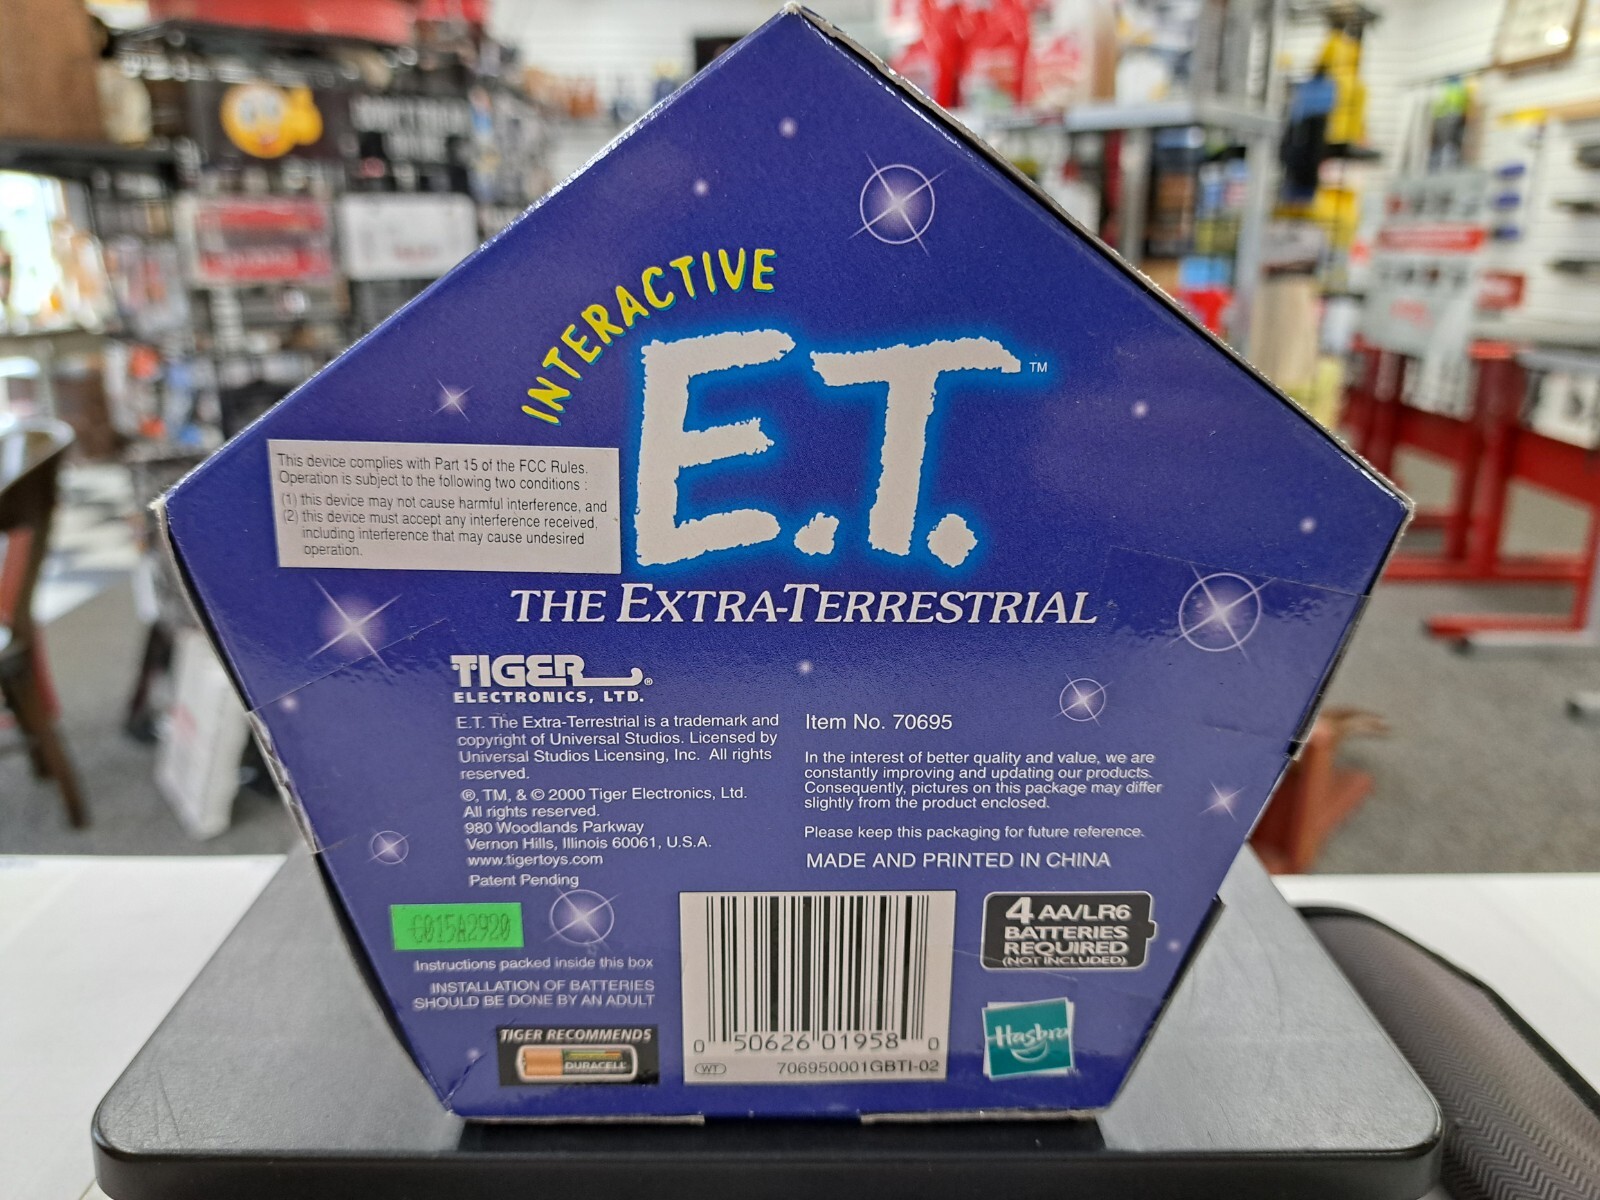 INTERACTIVE
E.T. TM
THE EXTRA-TERRESTRIAL
This device complies with Part 15 of the FCC Rules.
Operation is subject to the following two conditions :
(1) this device may not cause harmful interference, and
(2) this device must accept any interference received,
including interference that may cause undesired
operation.
TIGER ®
ELECTRONICS, LTD.
E.T. The Extra-Terrestrial is a trademark and
copyright of Universal Studios. Licensed by
Universal Studios Licensing, Inc. All rights
reserved.
®, TM, & © 2000 Tiger Electronics, Ltd.
All rights reserved.
980 Woodlands Parkway
Vernon Hills, Illinois 60061, U.S.A.
www.tigertoys.com
Patent Pending
Item No. 70695
In the interest of better quality and value, we are
constantly improving and updating our products.
Consequently, pictures on this package may differ
slightly from the product enclosed.
Please keep this packaging for future reference.
MADE AND PRINTED IN CHINA
C015A2920
Instructions packed inside this box
INSTALLATION OF BATTERIES
SHOULD BE DONE BY AN ADULT
TIGER RECOMMENDS
DURACELL
0 50626 01958 0
WT 706950001GBTI-02
4 AA/LR6
BATTERIES
REQUIRED
(NOT INCLUDED)
Hasbro